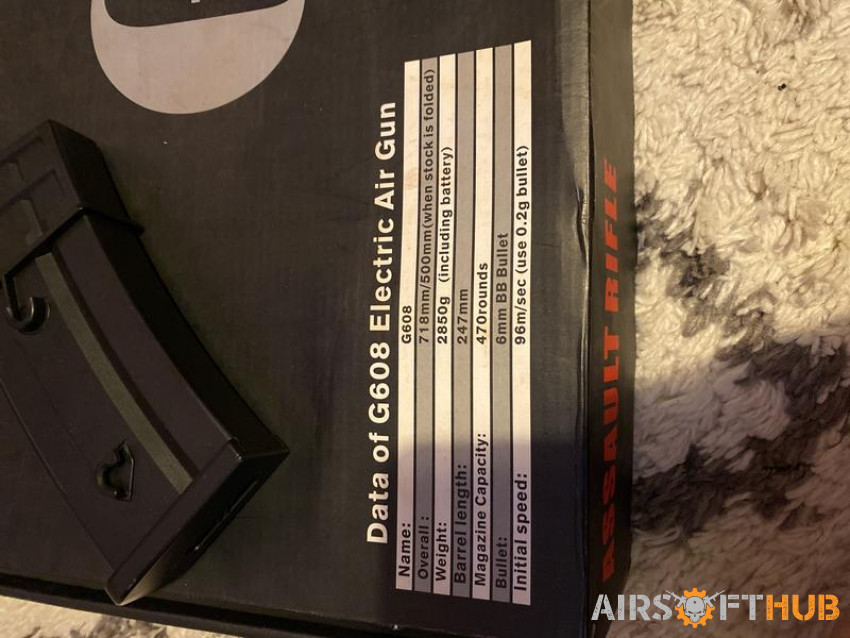 Data of G608 Electric Air Gun
Name: G608
Overall : 718mm/500mm(when stock is folded)
Weight: 2850g (including battery)
Barrel length: 247mm
Magazine Capacity: 470rounds
Bullet: 6mm BB Bullet
Initial speed: 96m/sec (use 0.2g bullet)
ASSAULT RIFLE
AIRSOFTHUB